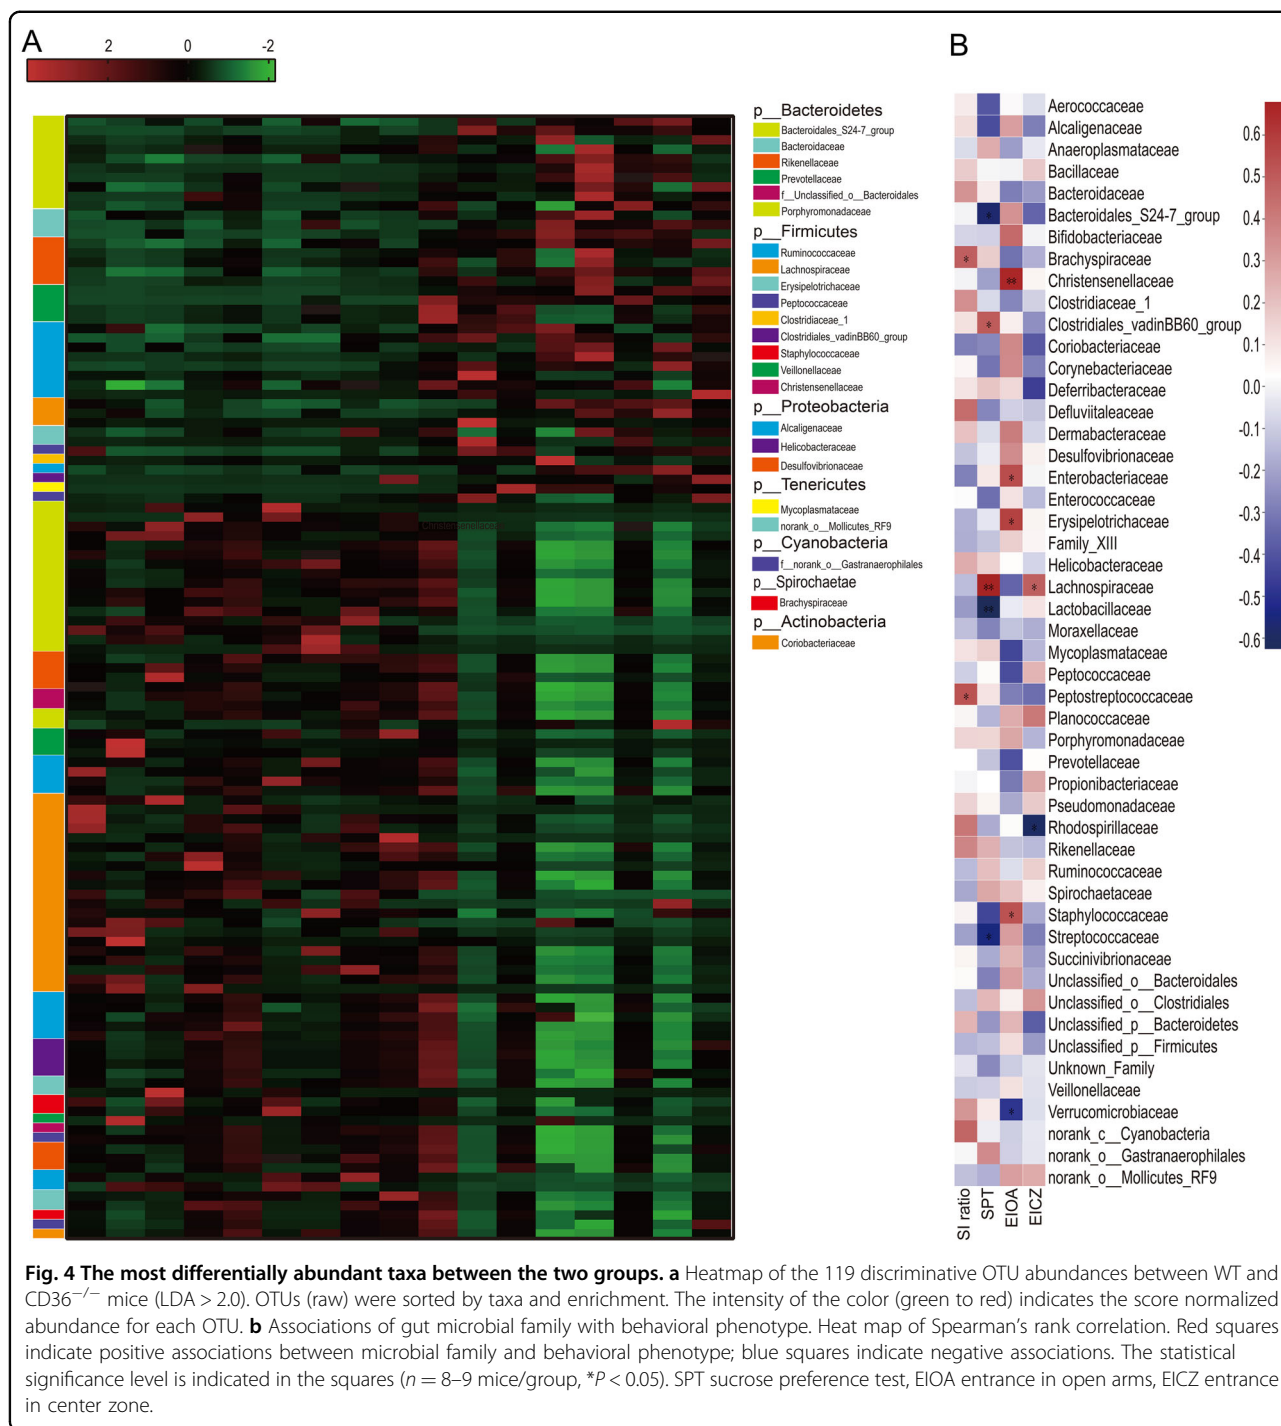 A
2 0 -2
p__Bacteroidetes
Bacteroidales_S24-7_group
Bacteroidaceae
Rikenellaceae
Prevotellaceae
f__Unclassified_o__Bacteroidales
Porphyromonadaceae
p__Firmicutes
Ruminococcaceae
Lachnospiraceae
Erysipelotrichaceae
Peptococcaceae
Clostridiaceae_1
Clostridiales_vadinBB60_group
Staphylococcaceae
Veillonellaceae
Christensenellaceae
p__Proteobacteria
Alcaligenaceae
Helicobacteraceae
Desulfovibrionaceae
p__Tenericutes
Mycoplasmataceae
norank_o__Mollicutes_RF9
p__Cyanobacteria
f__norank_o__Gastranaerophilales
p__Spirochaetae
Brachyspiraceae
p__Actinobacteria
Coriobacteriaceae
Christensenellaceae
B
Aerococcaceae
Alcaligenaceae
Anaeroplasmataceae
Bacillaceae
Bacteroidaceae
* Bacteroidales_S24-7_group
Bifidobacteriaceae
* Brachyspiraceae
** Christensenellaceae
Clostridiaceae_1
* Clostridiales_vadinBB60_group
Coriobacteriaceae
Corynebacteriaceae
Deferribacteraceae
Defluviitaleaceae
Dermabacteraceae
Desulfovibrionaceae
* Enterobacteriaceae
Enterococcaceae
* Erysipelotrichaceae
Family_XIII
Helicobacteraceae
** * Lachnospiraceae
** Lactobacillaceae
Moraxellaceae
Mycoplasmataceae
Peptococcaceae
* Peptostreptococcaceae
Planococcaceae
Porphyromonadaceae
Prevotellaceae
Propionibacteriaceae
Pseudomonadaceae
* Rhodospirillaceae
Rikenellaceae
Ruminococcaceae
Spirochaetaceae
* Staphylococcaceae
* Streptococcaceae
Succinivibrionaceae
Unclassified_o__Bacteroidales
Unclassified_o__Clostridiales
Unclassified_p__Bacteroidetes
Unclassified_p__Firmicutes
Unknown_Family
Veillonellaceae
* Verrucomicrobiaceae
norank_c__Cyanobacteria
norank_o__Gastranaerophilales
norank_o__Mollicutes_RF9
SI ratio
SPT
EIOA
EICZ
0.6
0.5
0.4
0.3
0.2
0.1
0.0
-0.1
-0.2
-0.3
-0.4
-0.5
-0.6
Fig. 4 The most differentially abundant taxa between the two groups. a Heatmap of the 119 discriminative OTU abundances between WT and
CD36−/− mice (LDA > 2.0). OTUs (raw) were sorted by taxa and enrichment. The intensity of the color (green to red) indicates the score normalized
abundance for each OTU. b Associations of gut microbial family with behavioral phenotype. Heat map of Spearman's rank correlation. Red squares
indicate positive associations between microbial family and behavioral phenotype; blue squares indicate negative associations. The statistical
significance level is indicated in the squares (n = 8–9 mice/group, *P < 0.05). SPT sucrose preference test, EIOA entrance in open arms, EICZ entrance
in center zone.